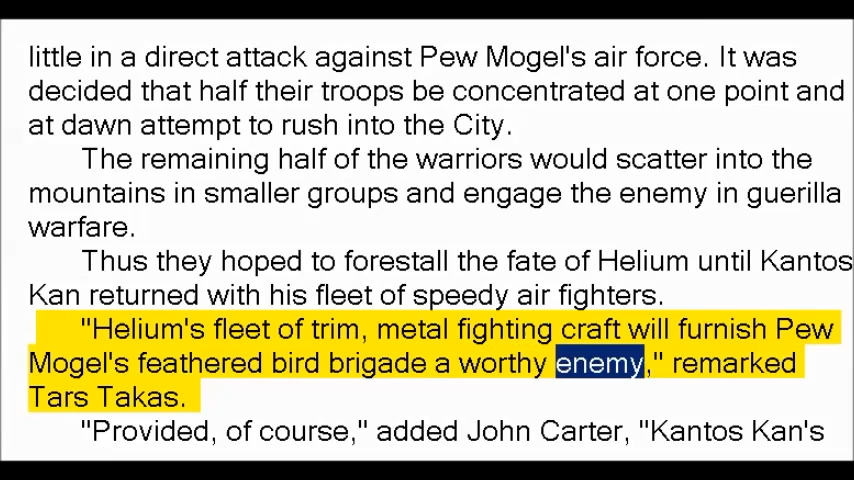 little in a direct attack against Pew Mogel's air force. It was
decided that half their troops be concentrated at one point and
at dawn attempt to rush into the City.
The remaining half of the warriors would scatter into the
mountains in smaller groups and engage the enemy in guerilla
warfare.
Thus they hoped to forestall the fate of Helium until Kantos
Kan returned with his fleet of speedy air fighters.
"Helium's fleet of trim, metal fighting craft will furnish Pew
Mogel's feathered bird brigade a worthy enemy," remarked
Tars Takas.
"Provided, of course," added John Carter, "Kantos Kan's